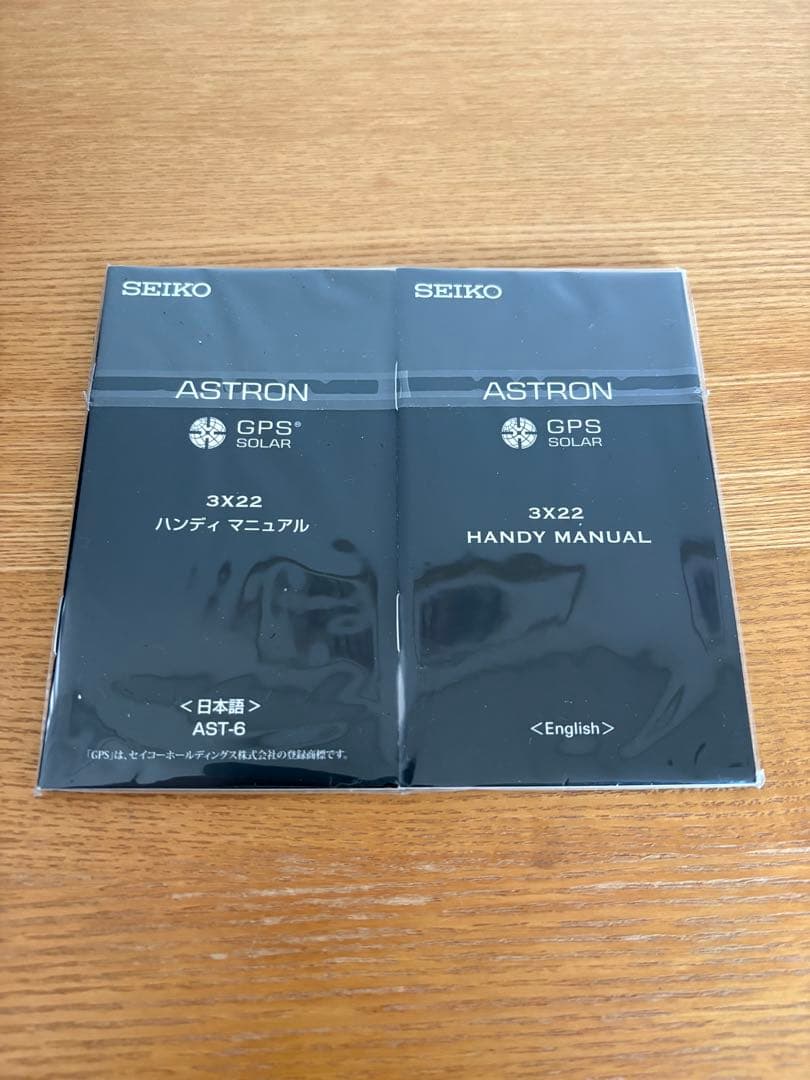 SEIKO
ASTRON
GPS®
SOLAR
3X22
ハンディ マニュアル
<日本語>
AST-6
「GPS」は、セイコーホールディングス株式会社の登録商標です。
SEIKO
ASTRON
GPS
SOLAR
3X22
HANDY MANUAL
<English>